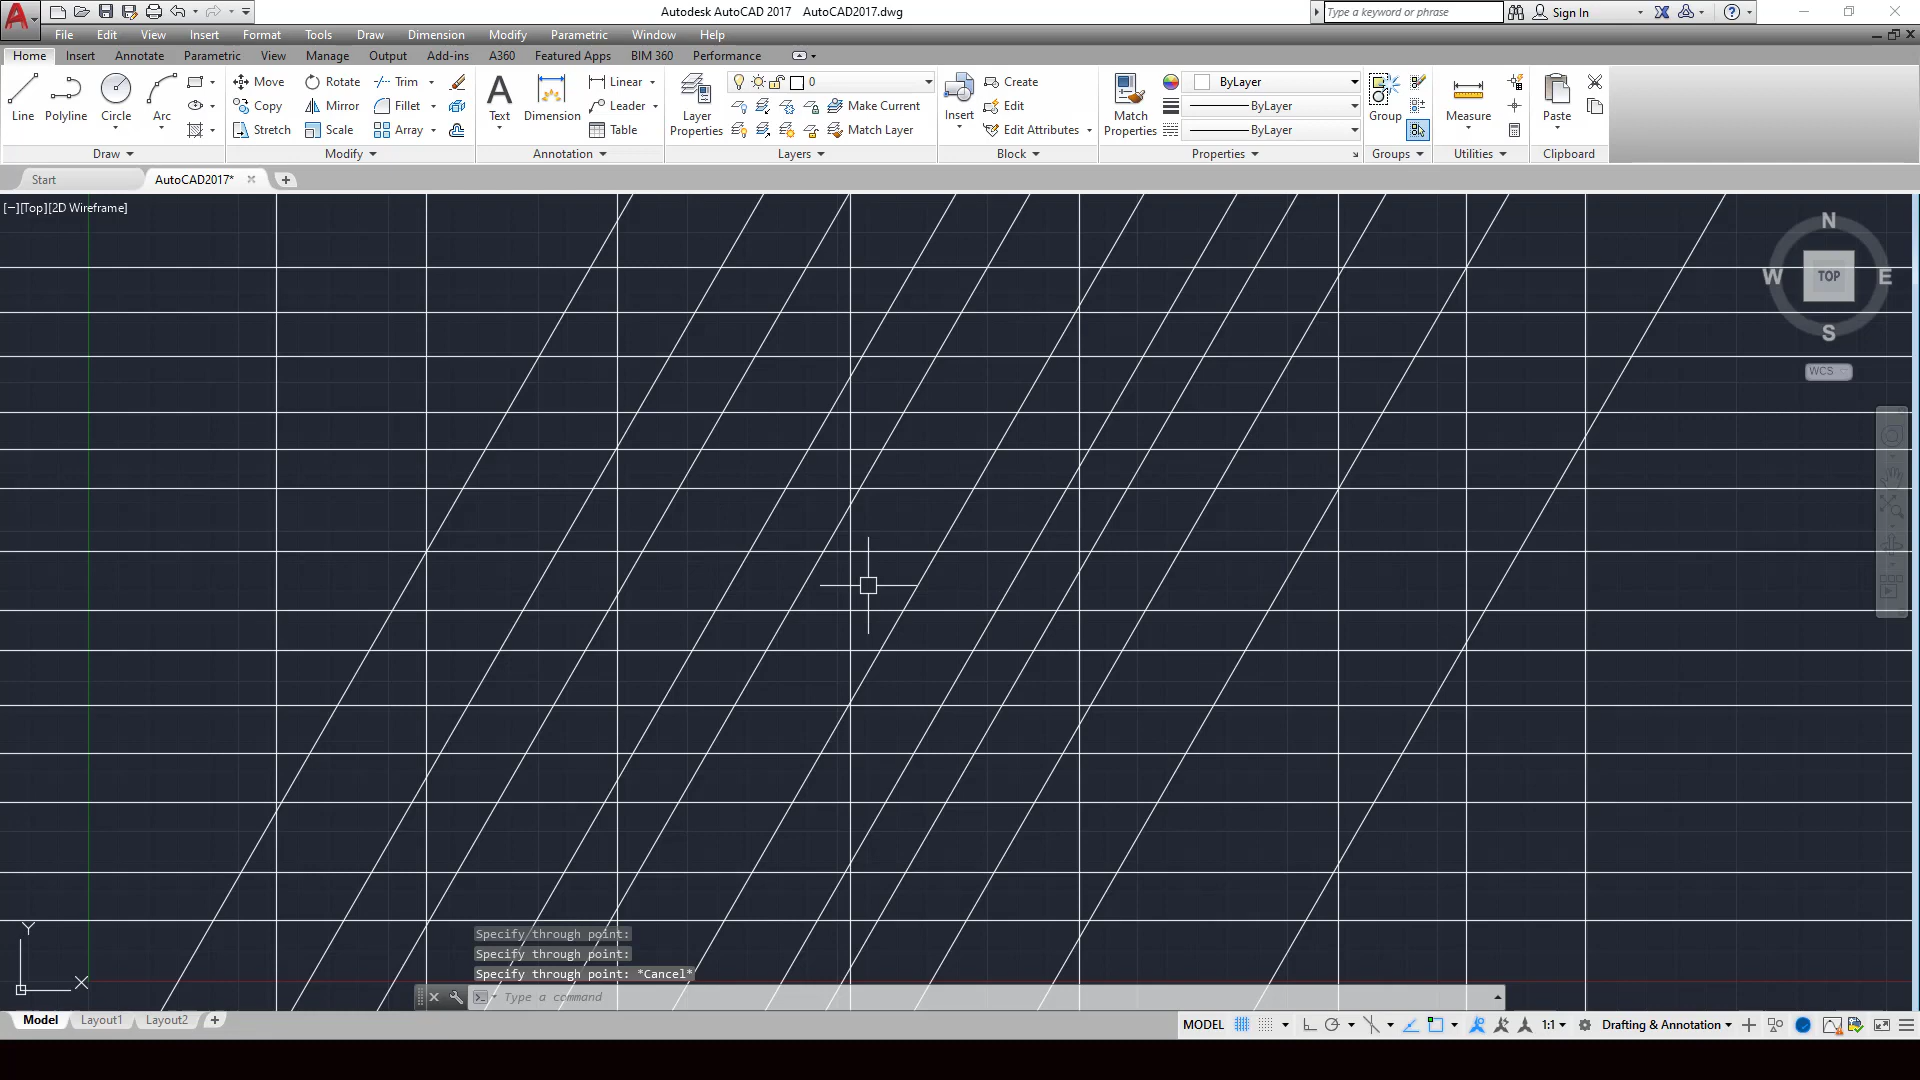 Autodesk AutoCAD 2017 AutoCAD2017.dwg
Type a keyword or phrase
Sign In
File Edit View Insert Format Tools Draw Dimension Modify Parametric Window Help
Home Insert Annotate Parametric View Manage Output Add-ins A360 Featured Apps BIM 360 Performance
Line Polyline Circle Arc
Move Rotate Trim
Copy Mirror Fillet
Stretch Scale Array
Text Dimension
Linear
Leader
Table
Layer Properties
0
Make Current
Match Layer
Insert
Create
Edit
Edit Attributes
Match Properties
ByLayer
ByLayer
ByLayer
Group
Measure
Paste
Draw Modify Annotation Layers Block Properties Groups Utilities Clipboard
Start AutoCAD2017*
[−][Top][2D Wireframe]
N
W TOP E
S
WCS
Y
X
Specify through point:
Specify through point:
Specify through point: *Cancel*
Type a command
Model Layout1 Layout2
MODEL 1:1 Drafting & Annotation